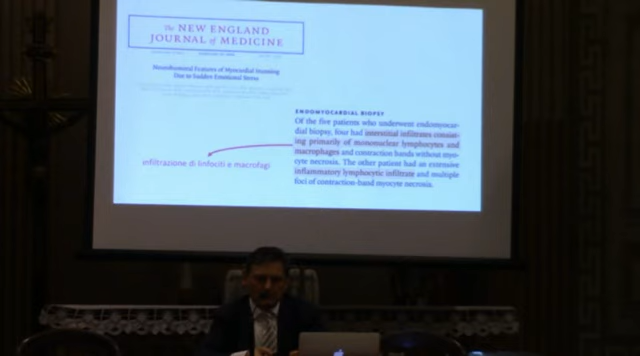 The NEW ENGLAND
JOURNAL of MEDICINE
Neurohumoral Features of Myocardial Stunning
Due to Sudden Emotional Stress
ENDOMYOCARDIAL BIOPSY
Of the five patients who underwent endomyocar-
dial biopsy, four had interstitial infiltrates consist-
ing primarily of mononuclear lymphocytes and
macrophages and contraction bands without myo-
cyte necrosis. The other patient had an extensive
inflammatory lymphocytic infiltrate and multiple
foci of contraction-band myocyte necrosis.
infiltrazione di linfociti e macrofagi